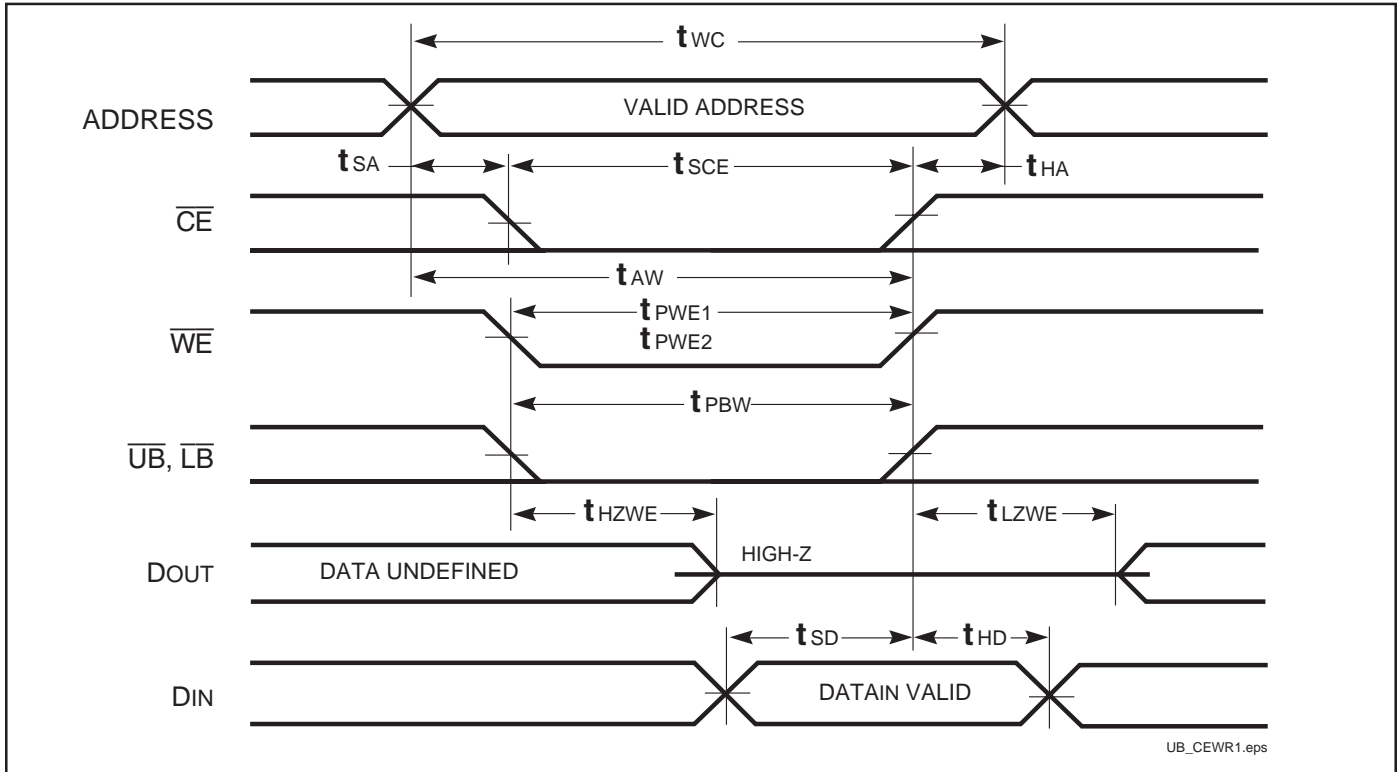 tWC
ADDRESS
VALID ADDRESS
tSA
tSCE
tHA
CE
tAW
tPWE1
tPWE2
WE
tPBW
UB, LB
tHZWE
tLZWE
DOUT
DATA UNDEFINED
HIGH-Z
tSD
tHD
DIN
DATAIN VALID
UB_CEWR1.eps